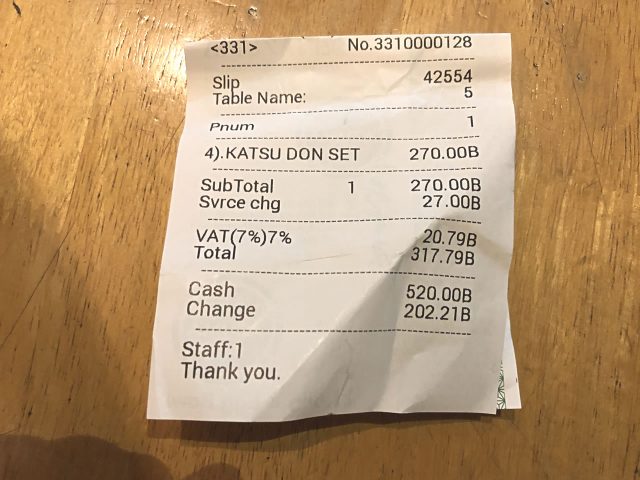 <331> No.3310000128
Slip 42554
Table Name: 5
Pnum 1
4).KATSU DON SET 270.00B
SubTotal 1 270.00B
Svrce chg 27.00B
VAT(7%)7% 20.79B
Total 317.79B
Cash 520.00B
Change 202.21B
Staff:1
Thank you.